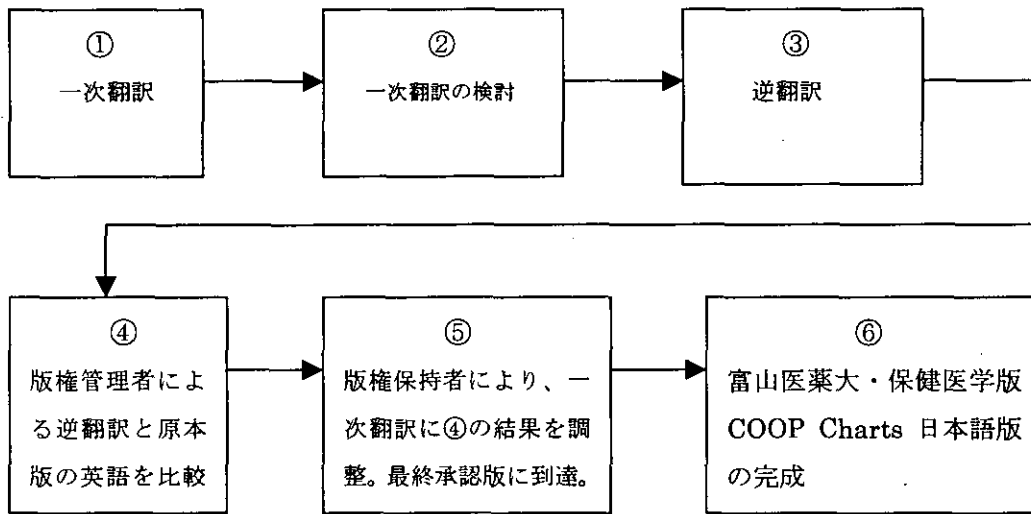 ①
一次翻訳
②
一次翻訳の検討
③
逆翻訳
④
版権管理者によ
る逆翻訳と原本
版の英語を比較
⑤
版権保持者により、一
次翻訳に④の結果を調
整。最終承認版に到達。
⑥
富山医薬大・保健医学版
COOP Charts 日本語版
の完成